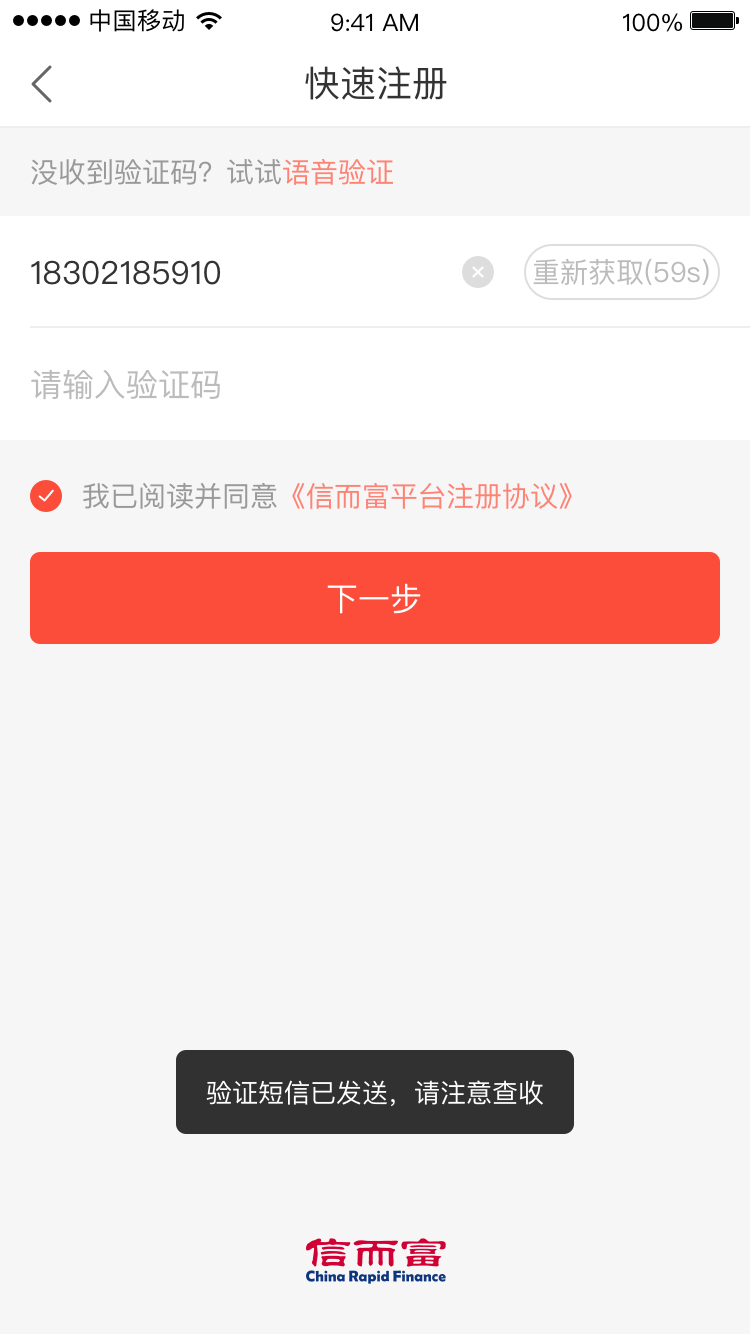 中国移动 9:41 AM 100%
快速注册
没收到验证码？试试语音验证
18302185910 重新获取(59s)
请输入验证码
我已阅读并同意《信而富平台注册协议》
下一步
验证短信已发送，请注意查收
信而富
China Rapid Finance